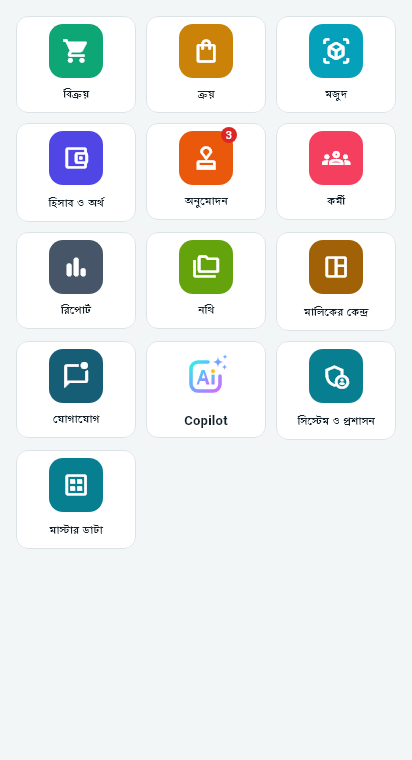 বিক্রয়
ক্রয়
মজুদ
হিসাব ও অর্থ
3
অনুমোদন
কর্মী
রিপোর্ট
নথি
মালিকের কেন্দ্র
যোগাযোগ
Ai
Copilot
সিস্টেম ও প্রশাসন
মাস্টার ডাটা